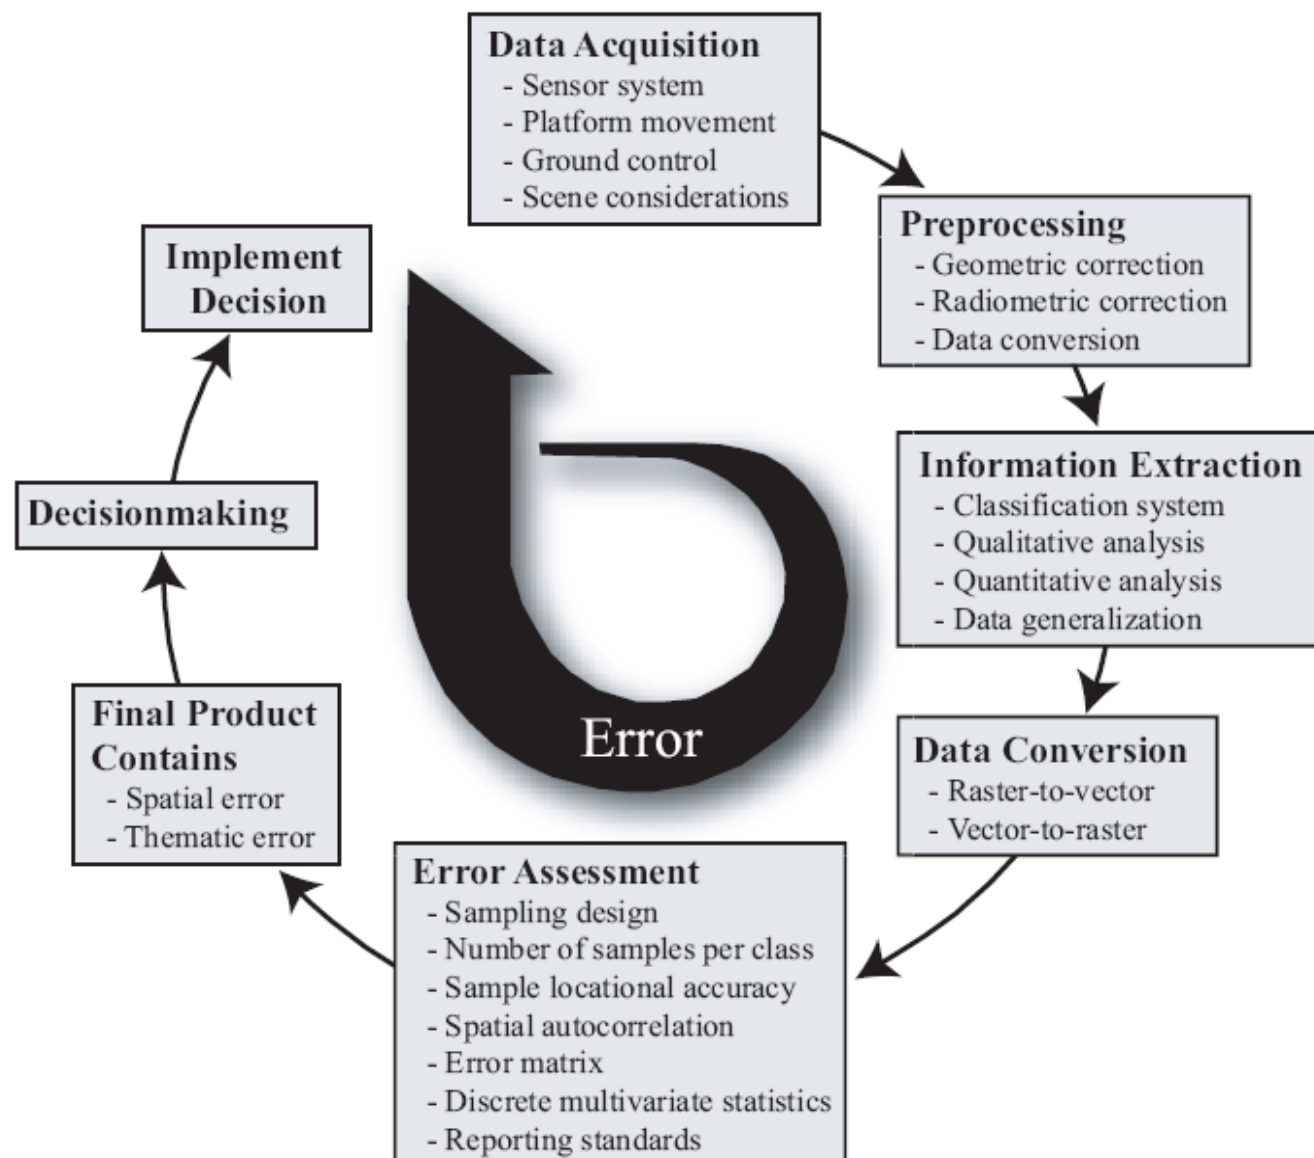 Data Acquisition
- Sensor system
- Platform movement
- Ground control
- Scene considerations
Preprocessing
- Geometric correction
- Radiometric correction
- Data conversion
Information Extraction
- Classification system
- Qualitative analysis
- Quantitative analysis
- Data generalization
Data Conversion
- Raster-to-vector
- Vector-to-raster
Error Assessment
- Sampling design
- Number of samples per class
- Sample locational accuracy
- Spatial autocorrelation
- Error matrix
- Discrete multivariate statistics
- Reporting standards
Final Product
Contains
- Spatial error
- Thematic error
Decisionmaking
Implement
Decision
Error